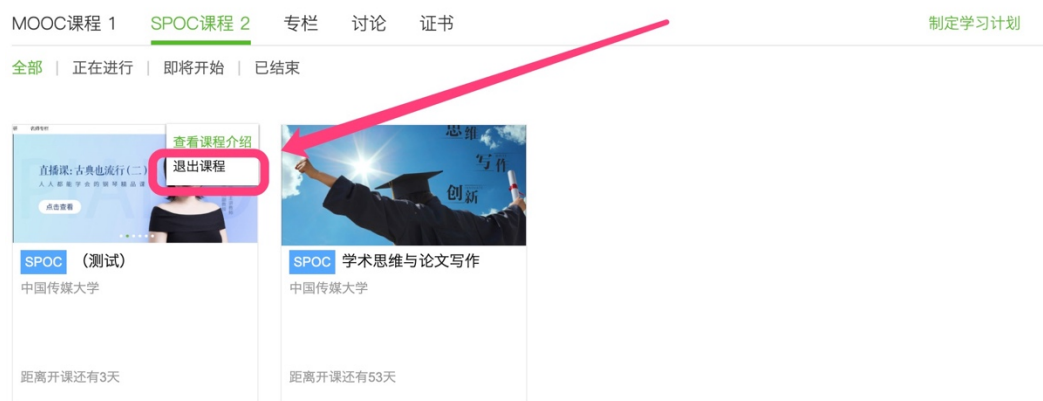 MOOC课程 1 SPOC课程 2 专栏 讨论 证书 制定学习计划
全部 | 正在进行 | 即将开始 | 已结束
查看课程介绍
退出课程
直播课:古典也流行(二)
点击查看
思维
写作
创新
SPOC （测试）
中国传媒大学
距离开课还有3天
SPOC 学术思维与论文写作
中国传媒大学
距离开课还有53天